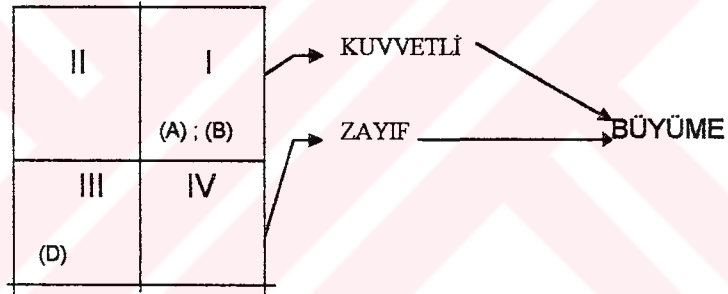 II I KUVVETLİ
(A) ; (B) ZAYIF BÜYÜME
III IV
(D)